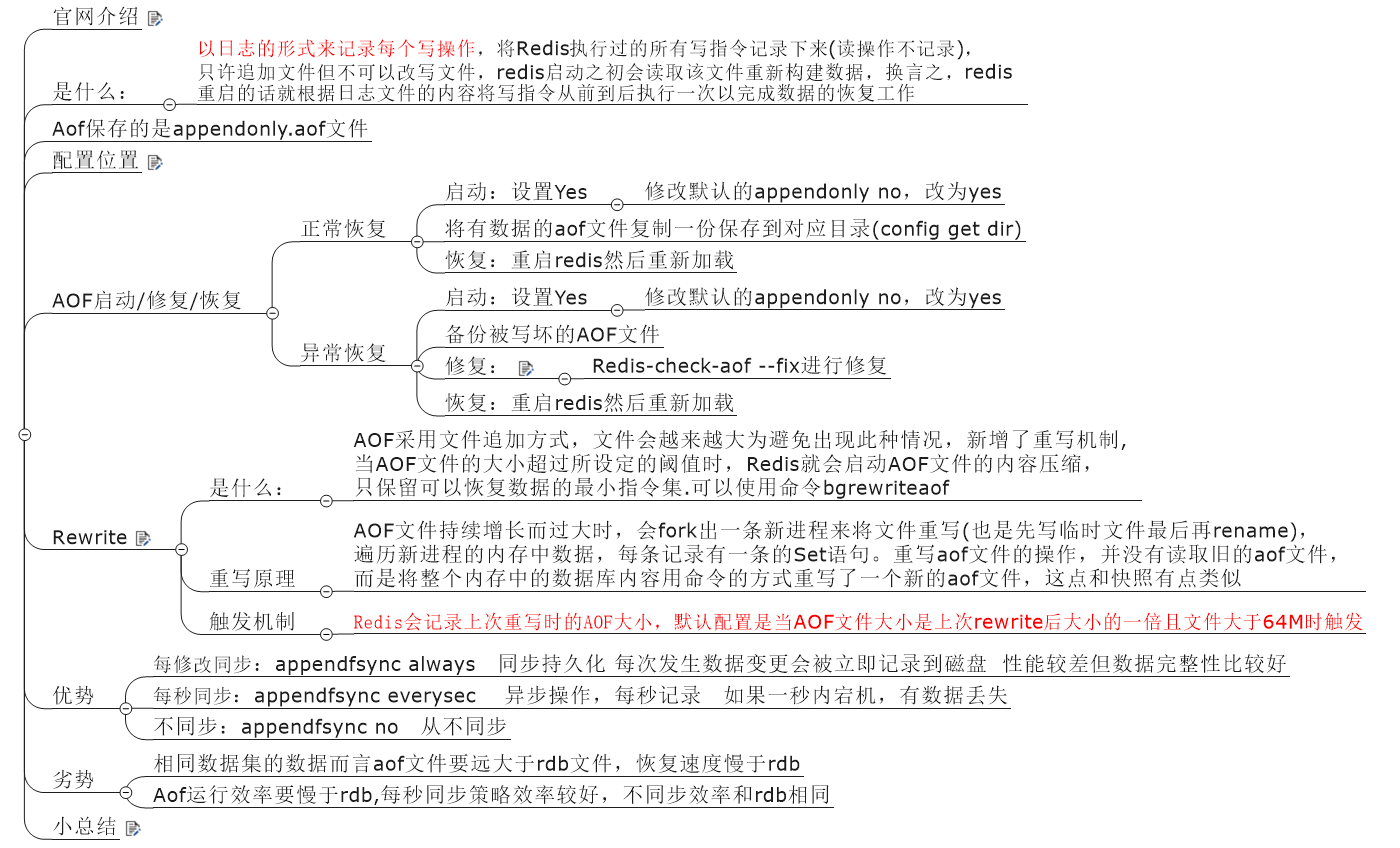 官网介绍
以日志的形式来记录每个写操作，将Redis执行过的所有写指令记录下来(读操作不记录)，
只许追加文件但不可以改写文件，redis启动之初会读取该文件重新构建数据，换言之，redis
重启的话就根据日志文件的内容将写指令从前到后执行一次以完成数据的恢复工作
是什么：
Aof保存的是appendonly.aof文件
配置位置
AOF启动/修复/恢复
正常恢复
启动：设置Yes
修改默认的appendonly no，改为yes
将有数据的aof文件复制一份保存到对应目录(config get dir)
恢复：重启redis然后重新加载
异常恢复
启动：设置Yes
修改默认的appendonly no，改为yes
备份被写坏的AOF文件
修复：
Redis-check-aof --fix进行修复
恢复：重启redis然后重新加载
Rewrite
是什么：
AOF采用文件追加方式，文件会越来越大为避免出现此种情况，新增了重写机制,
当AOF文件的大小超过所设定的阈值时，Redis就会启动AOF文件的内容压缩，
只保留可以恢复数据的最小指令集.可以使用命令bgrewriteaof
重写原理
AOF文件持续增长而过大时，会fork出一条新进程来将文件重写(也是先写临时文件最后再rename)，
遍历新进程的内存中数据，每条记录有一条的Set语句。重写aof文件的操作，并没有读取旧的aof文件，
而是将整个内存中的数据库内容用命令的方式重写了一个新的aof文件，这点和快照有点类似
触发机制
Redis会记录上次重写时的AOF大小，默认配置是当AOF文件大小是上次rewrite后大小的一倍且文件大于64M时触发
优势
每修改同步：appendfsync always 同步持久化 每次发生数据变更会被立即记录到磁盘 性能较差但数据完整性比较好
每秒同步：appendfsync everysec 异步操作，每秒记录 如果一秒内宕机，有数据丢失
不同步：appendfsync no 从不同步
劣势
相同数据集的数据而言aof文件要远大于rdb文件，恢复速度慢于rdb
Aof运行效率要慢于rdb,每秒同步策略效率较好，不同步效率和rdb相同
小总结